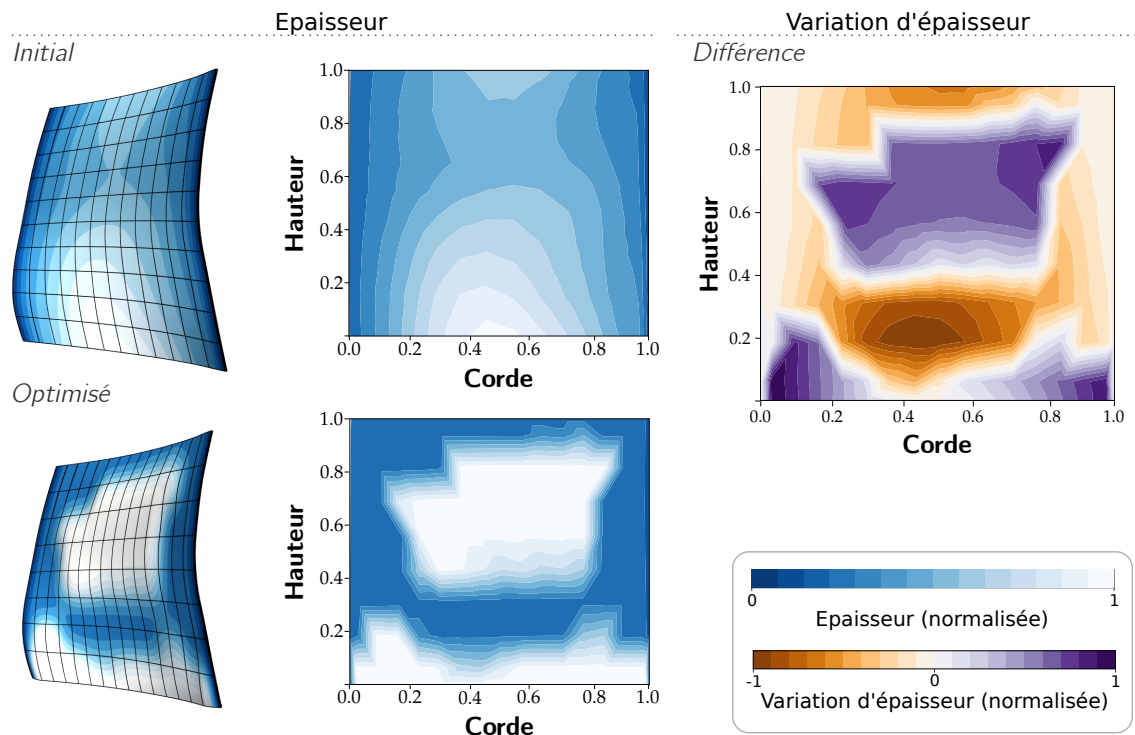 Epaisseur
Variation d'épaisseur
Initial
Différence
1.0
0.8
0.6
0.4
0.2
Hauteur
0.0 0.2 0.4 0.6 0.8 1.0
Corde
1.0
0.8
0.6
0.4
0.2
Hauteur
0.0 0.2 0.4 0.6 0.8 1.0
Corde
Optimisé
1.0
0.8
0.6
0.4
0.2
Hauteur
0.0 0.2 0.4 0.6 0.8 1.0
Corde
0 1
Epaisseur (normalisée)
-1 0 1
Variation d'épaisseur (normalisée)